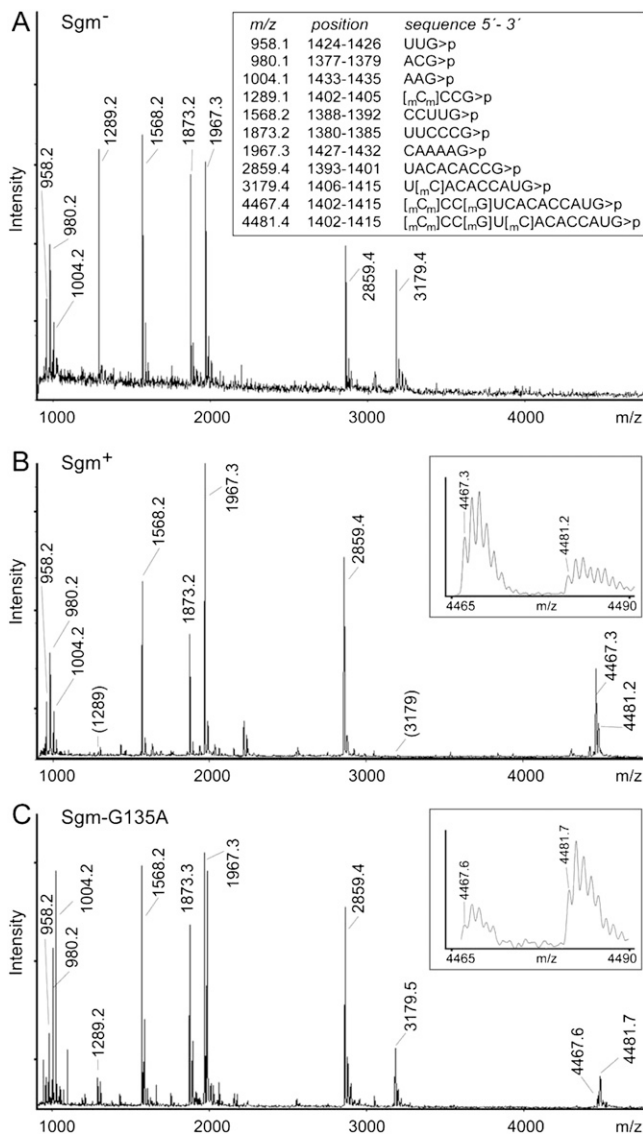 A
Sgm⁻
m/z position sequence 5´- 3´
958.1 1424-1426 UUG>p
980.1 1377-1379 ACG>p
1004.1 1433-1435 AAG>p
1289.1 1402-1405 [mCm]CCG>p
1568.2 1388-1392 CCUUG>p
1873.2 1380-1385 UUCCCG>p
1967.3 1427-1432 CAAAAG>p
2859.4 1393-1401 UACACACCG>p
3179.4 1406-1415 U[mC]ACACCAUG>p
4467.4 1402-1415 [mCm]CC[mG]UCACACCAUG>p
4481.4 1402-1415 [mCm]CC[mG]U[mC]ACACCAUG>p
Intensity
958.2
980.2
1004.2
1289.2
1568.2
1873.2
1967.3
2859.4
3179.4
1000 2000 3000 4000 m/z
B
Sgm⁺
Intensity
958.2
980.2
1004.2
(1289)
1568.2
1873.2
1967.3
2859.4
(3179)
4467.3
4481.2
4467.3
4481.2
4465 m/z 4490
1000 2000 3000 4000 m/z
C
Sgm-G135A
Intensity
958.2
980.2
1004.2
1289.2
1568.2
1873.3
1967.3
2859.4
3179.5
4467.6
4481.7
4467.6
4481.7
4465 m/z 4490
1000 2000 3000 4000 m/z